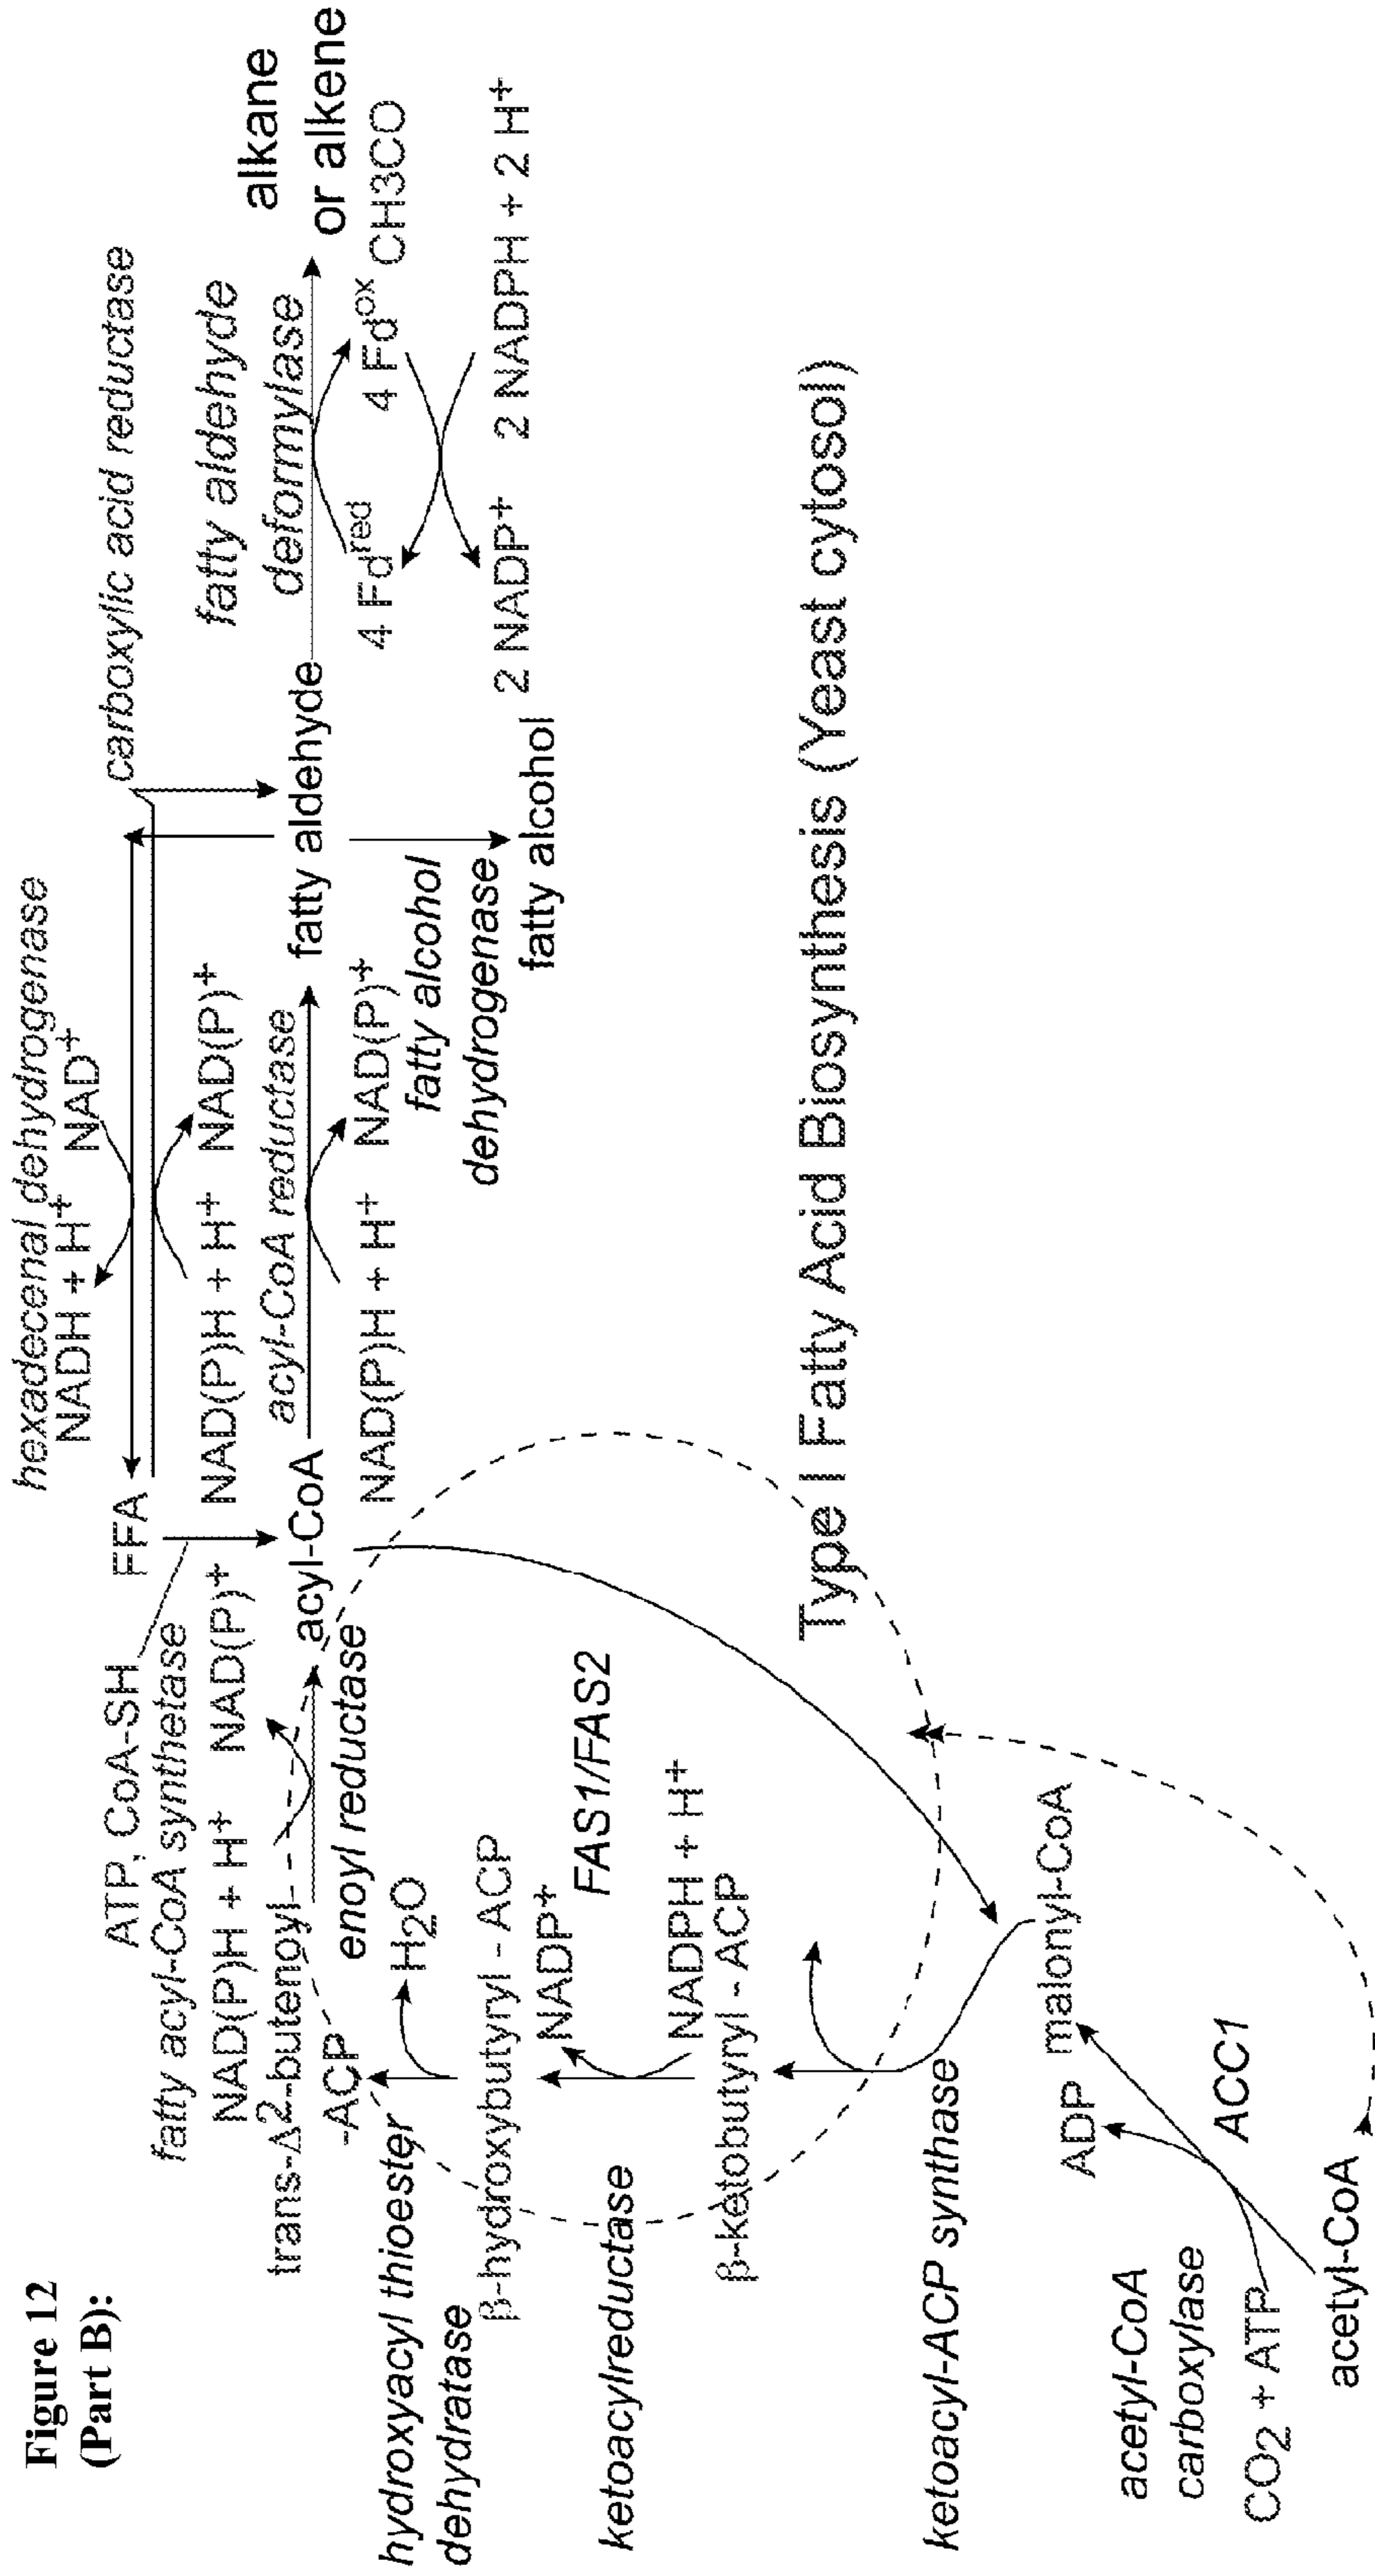 Figure 12
(Part B):
hexadecenal dehydrogenase
NADH + H+ NAD+
carboxylic acid reductase
FFA
ATP, CoA-SH
fatty acyl-CoA synthetase
NAD(P)H + H+ NAD(P)+
NAD(P)H + H+ NAD(P)+
fatty aldehyde
deformylase
alkane
or alkene
acyl-CoA reductase
trans-Δ2-butenoyl-
-ACP
acyl-CoA
fatty aldehyde
enoyl reductase
NAD(P)H + H+ NAD(P)+
4 Fdred 4 Fdox CH3CO
hydroxyacyl thioester
dehydratase
H2O
fatty alcohol
dehydrogenase
fatty alcohol
2 NADP+ 2 NADPH + 2 H+
β-hydroxybutyryl - ACP
NADP+
FAS1/FAS2
ketoacylreductase
NADPH + H+
β-ketobutyryl - ACP
Type I Fatty Acid Biosynthesis (Yeast cytosol)
ketoacyl-ACP synthase
ADP malonyl-CoA
acetyl-CoA
carboxylase
ACC1
CO2 + ATP
acetyl-CoA